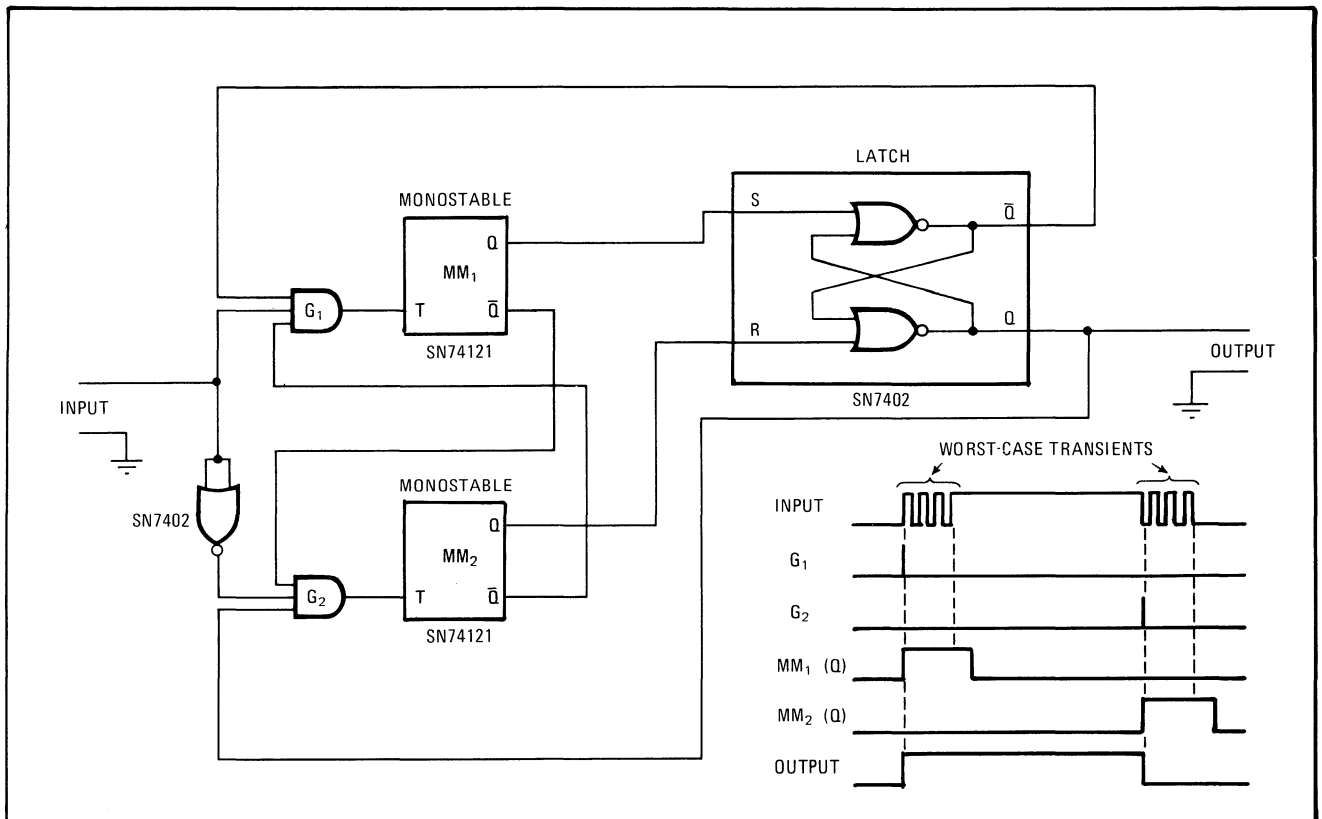 LATCH
MONOSTABLE
S
Q̅
Q
MM₁
G₁
T
Q̅
Q
R
SN74121
OUTPUT
INPUT
SN7402
WORST-CASE TRANSIENTS
MONOSTABLE
INPUT
SN7402
Q
MM₂
G₁
G₂
T
Q̅
G₂
SN74121
MM₁ (Q)
MM₂ (Q)
OUTPUT